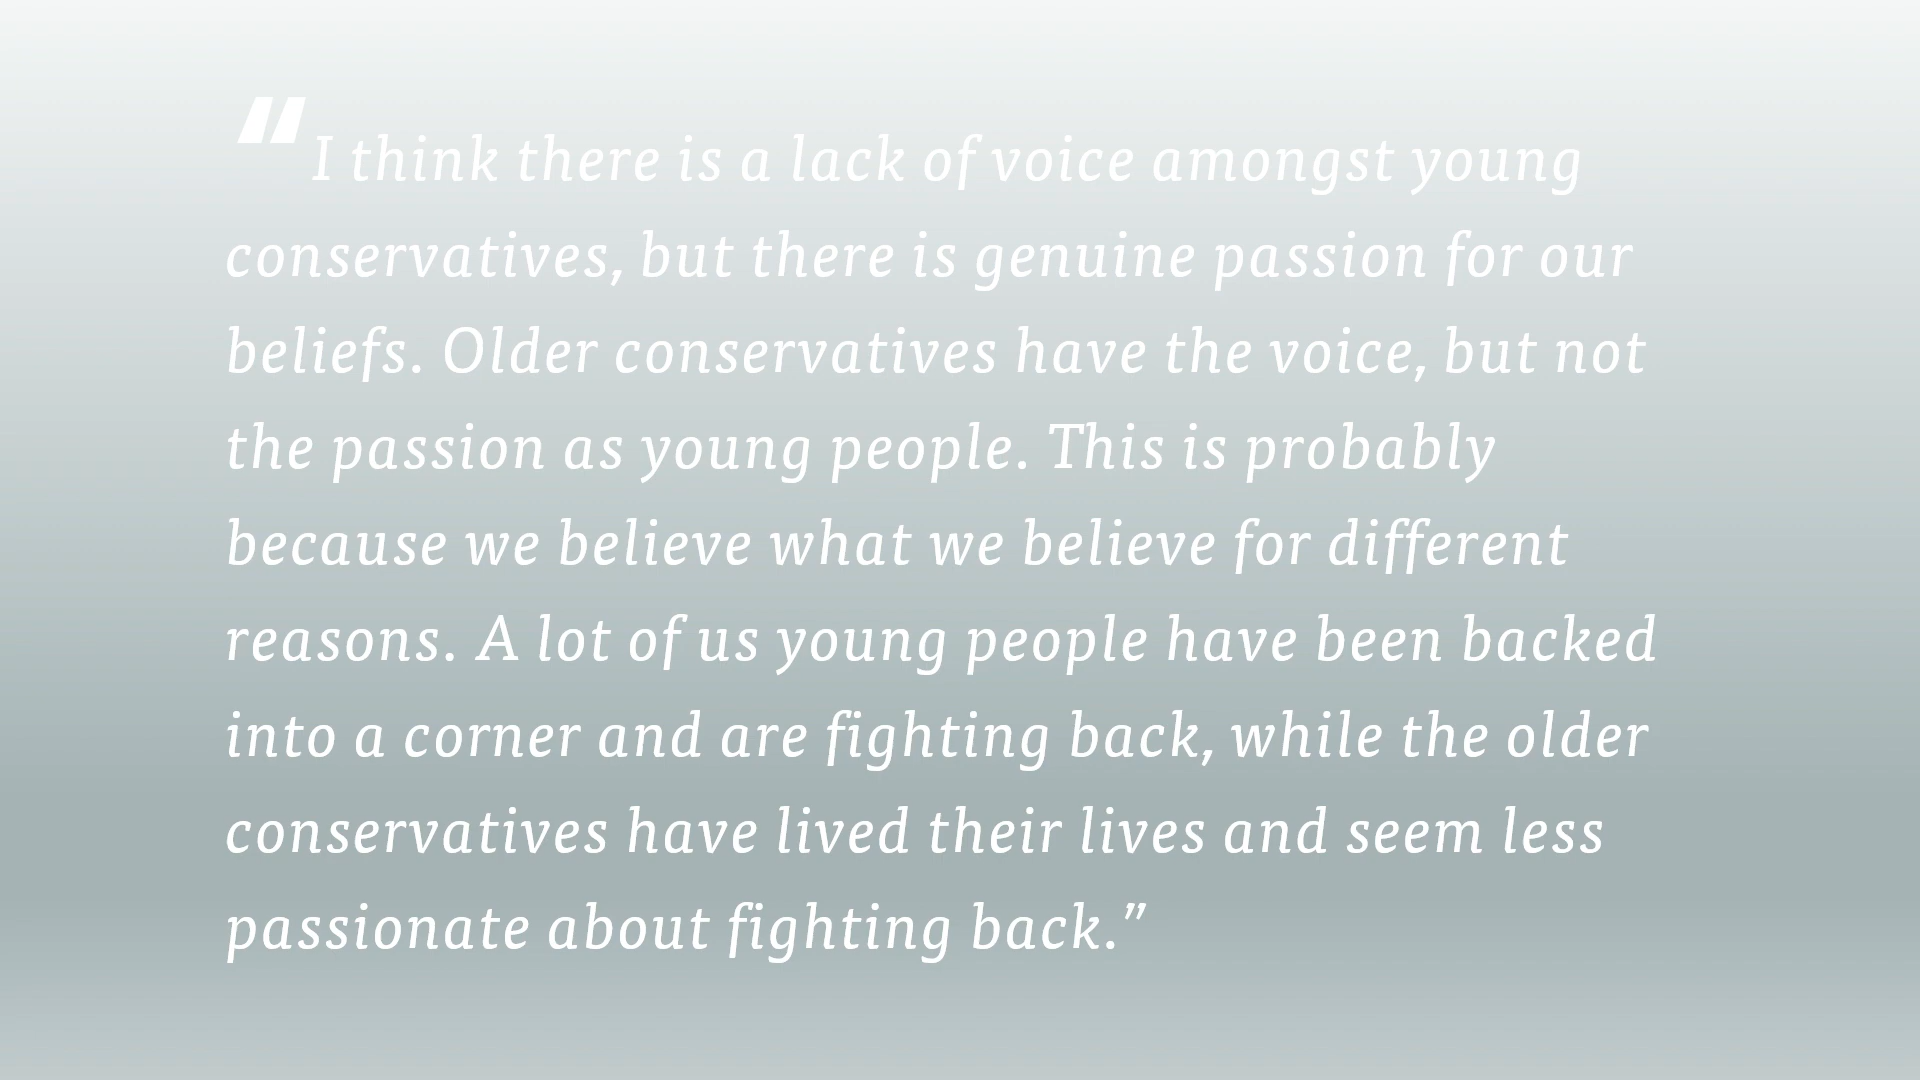 “I think there is a lack of voice amongst young
conservatives, but there is genuine passion for our
beliefs. Older conservatives have the voice, but not
the passion as young people. This is probably
because we believe what we believe for different
reasons. A lot of us young people have been backed
into a corner and are fighting back, while the older
conservatives have lived their lives and seem less
passionate about fighting back.”